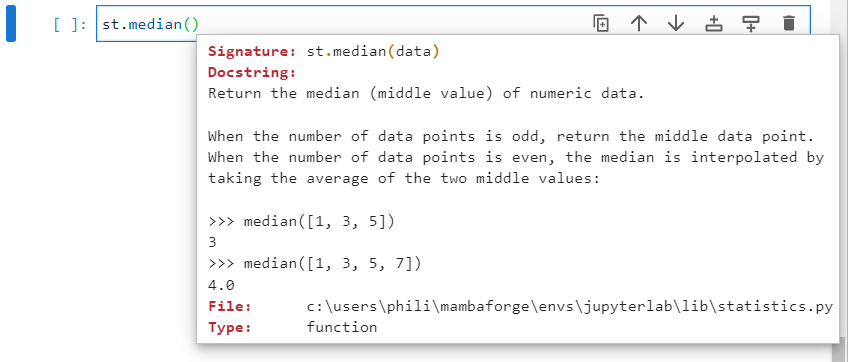 [ ]: st.median()
Signature: st.median(data)
Docstring:
Return the median (middle value) of numeric data.
When the number of data points is odd, return the middle data point.
When the number of data points is even, the median is interpolated by
taking the average of the two middle values:
>>> median([1, 3, 5])
3
>>> median([1, 3, 5, 7])
4.0
File: c:\users\phili\mambaforge\envs\jupyterlab\lib\statistics.py
Type: function